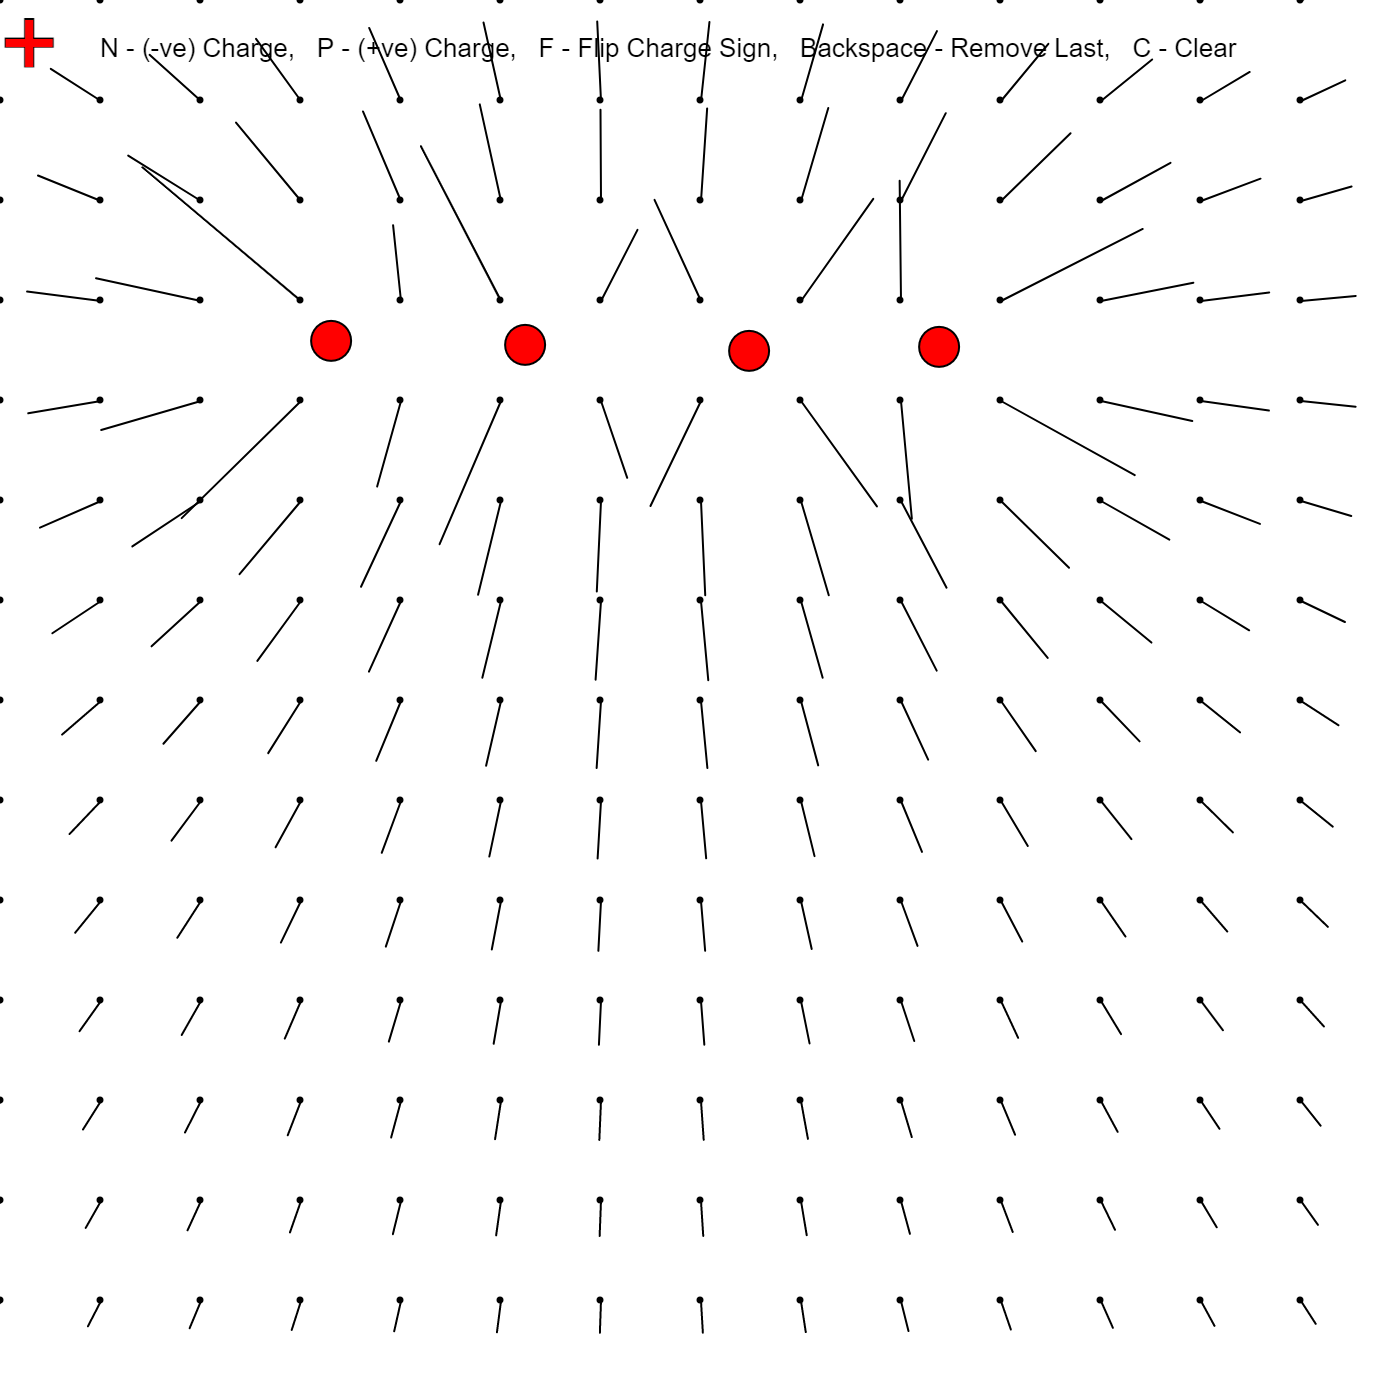 N - (-ve) Charge,   P - (+ve) Charge,   F - Flip Charge Sign,   Backspace - Remove Last,   C - Clear